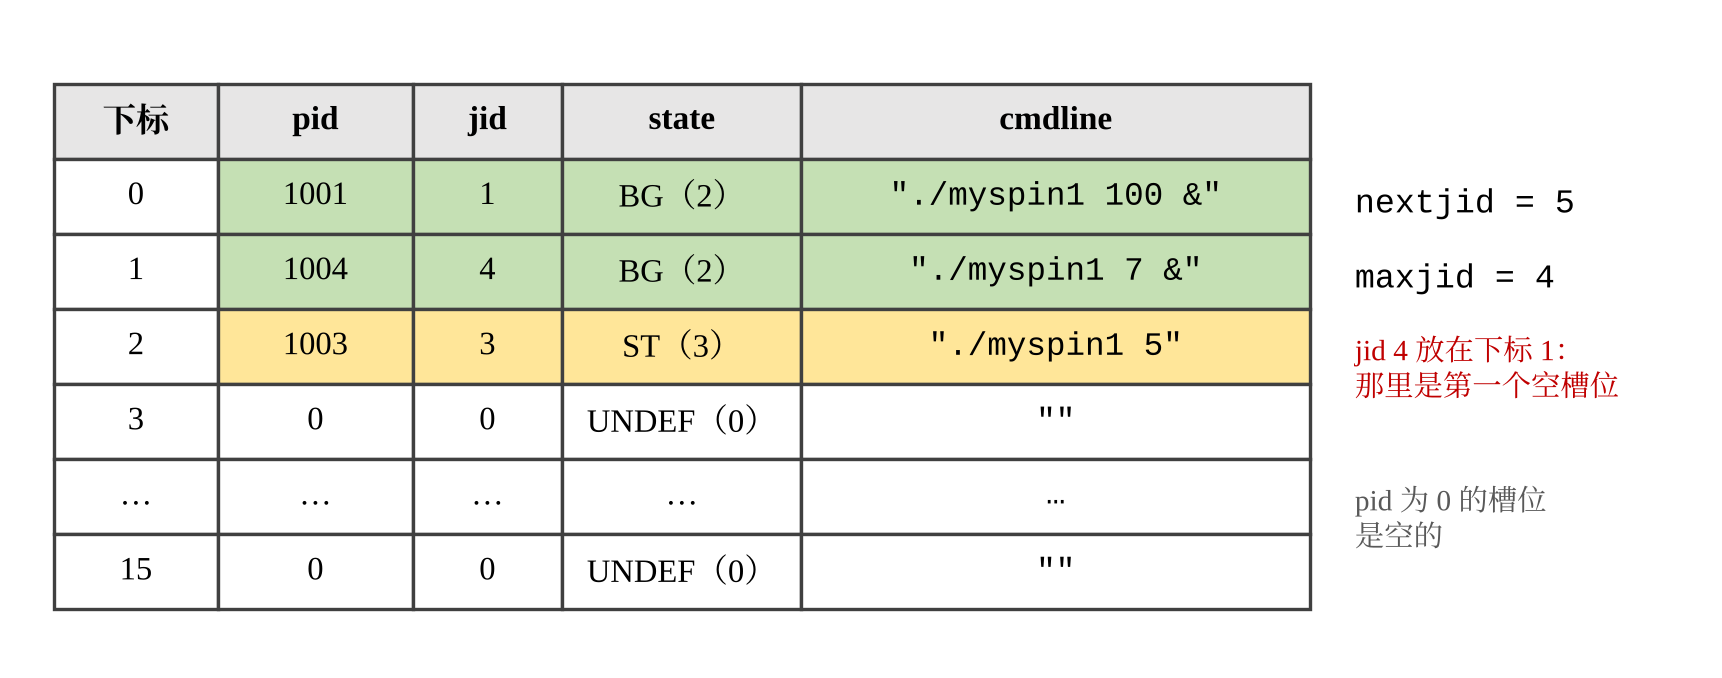 下标 pid jid state cmdline
0 1001 1 BG（2） "./myspin1 100 &"
nextjid = 5
1 1004 4 BG（2） "./myspin1 7 &"
maxjid = 4
2 1003 3 ST（3） "./myspin1 5"
jid 4 放在下标 1：
那里是第一个空槽位
3 0 0 UNDEF（0） ""
… … … … …
pid 为 0 的槽位
是空的
15 0 0 UNDEF（0） ""